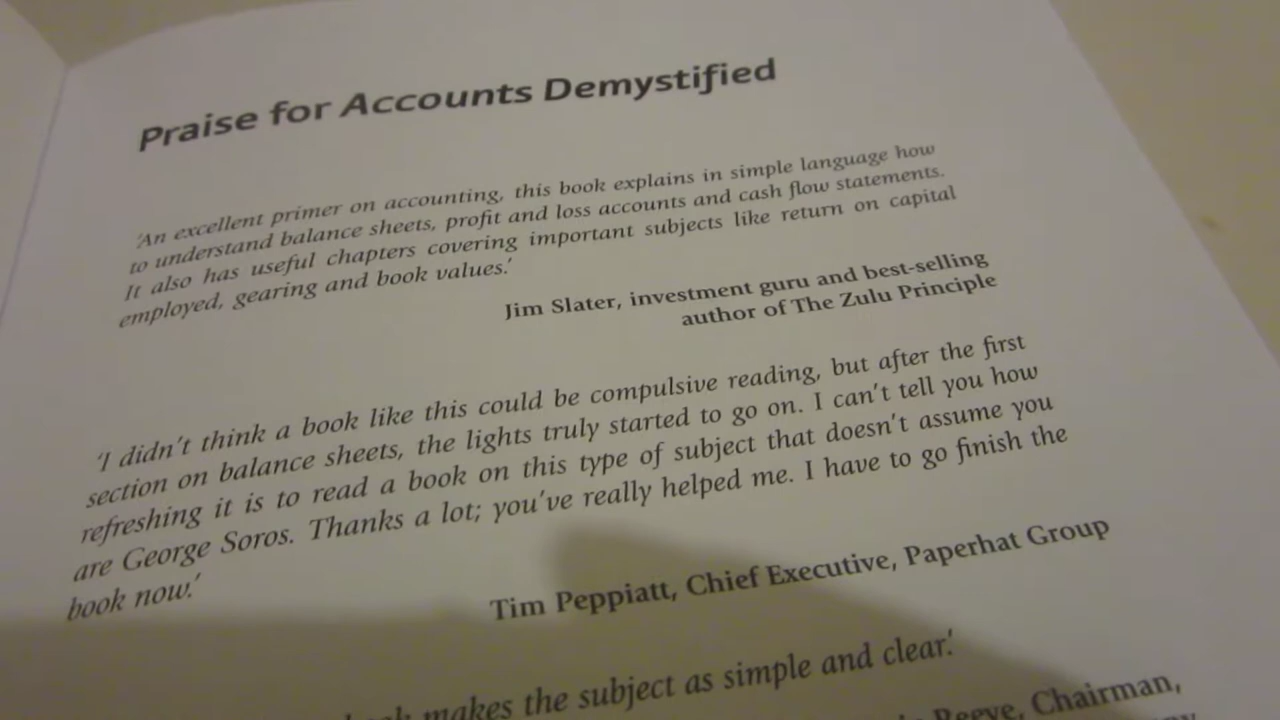 Praise for Accounts Demystified
'An excellent primer on accounting, this book explains in simple language how
to understand balance sheets, profit and loss accounts and cash flow statements.
It also has useful chapters covering important subjects like return on capital
employed, gearing and book values.'
Jim Slater, investment guru and best-selling
author of The Zulu Principle
'I didn't think a book like this could be compulsive reading, but after the first
section on balance sheets, the lights truly started to go on. I can't tell you how
refreshing it is to read a book on this type of subject that doesn't assume you
are George Soros. Thanks a lot; you've really helped me. I have to go finish the
book now.'
Tim Peppiatt, Chief Executive, Paperhat Group
book makes the subject as simple and clear.'
Reeve, Chairman,